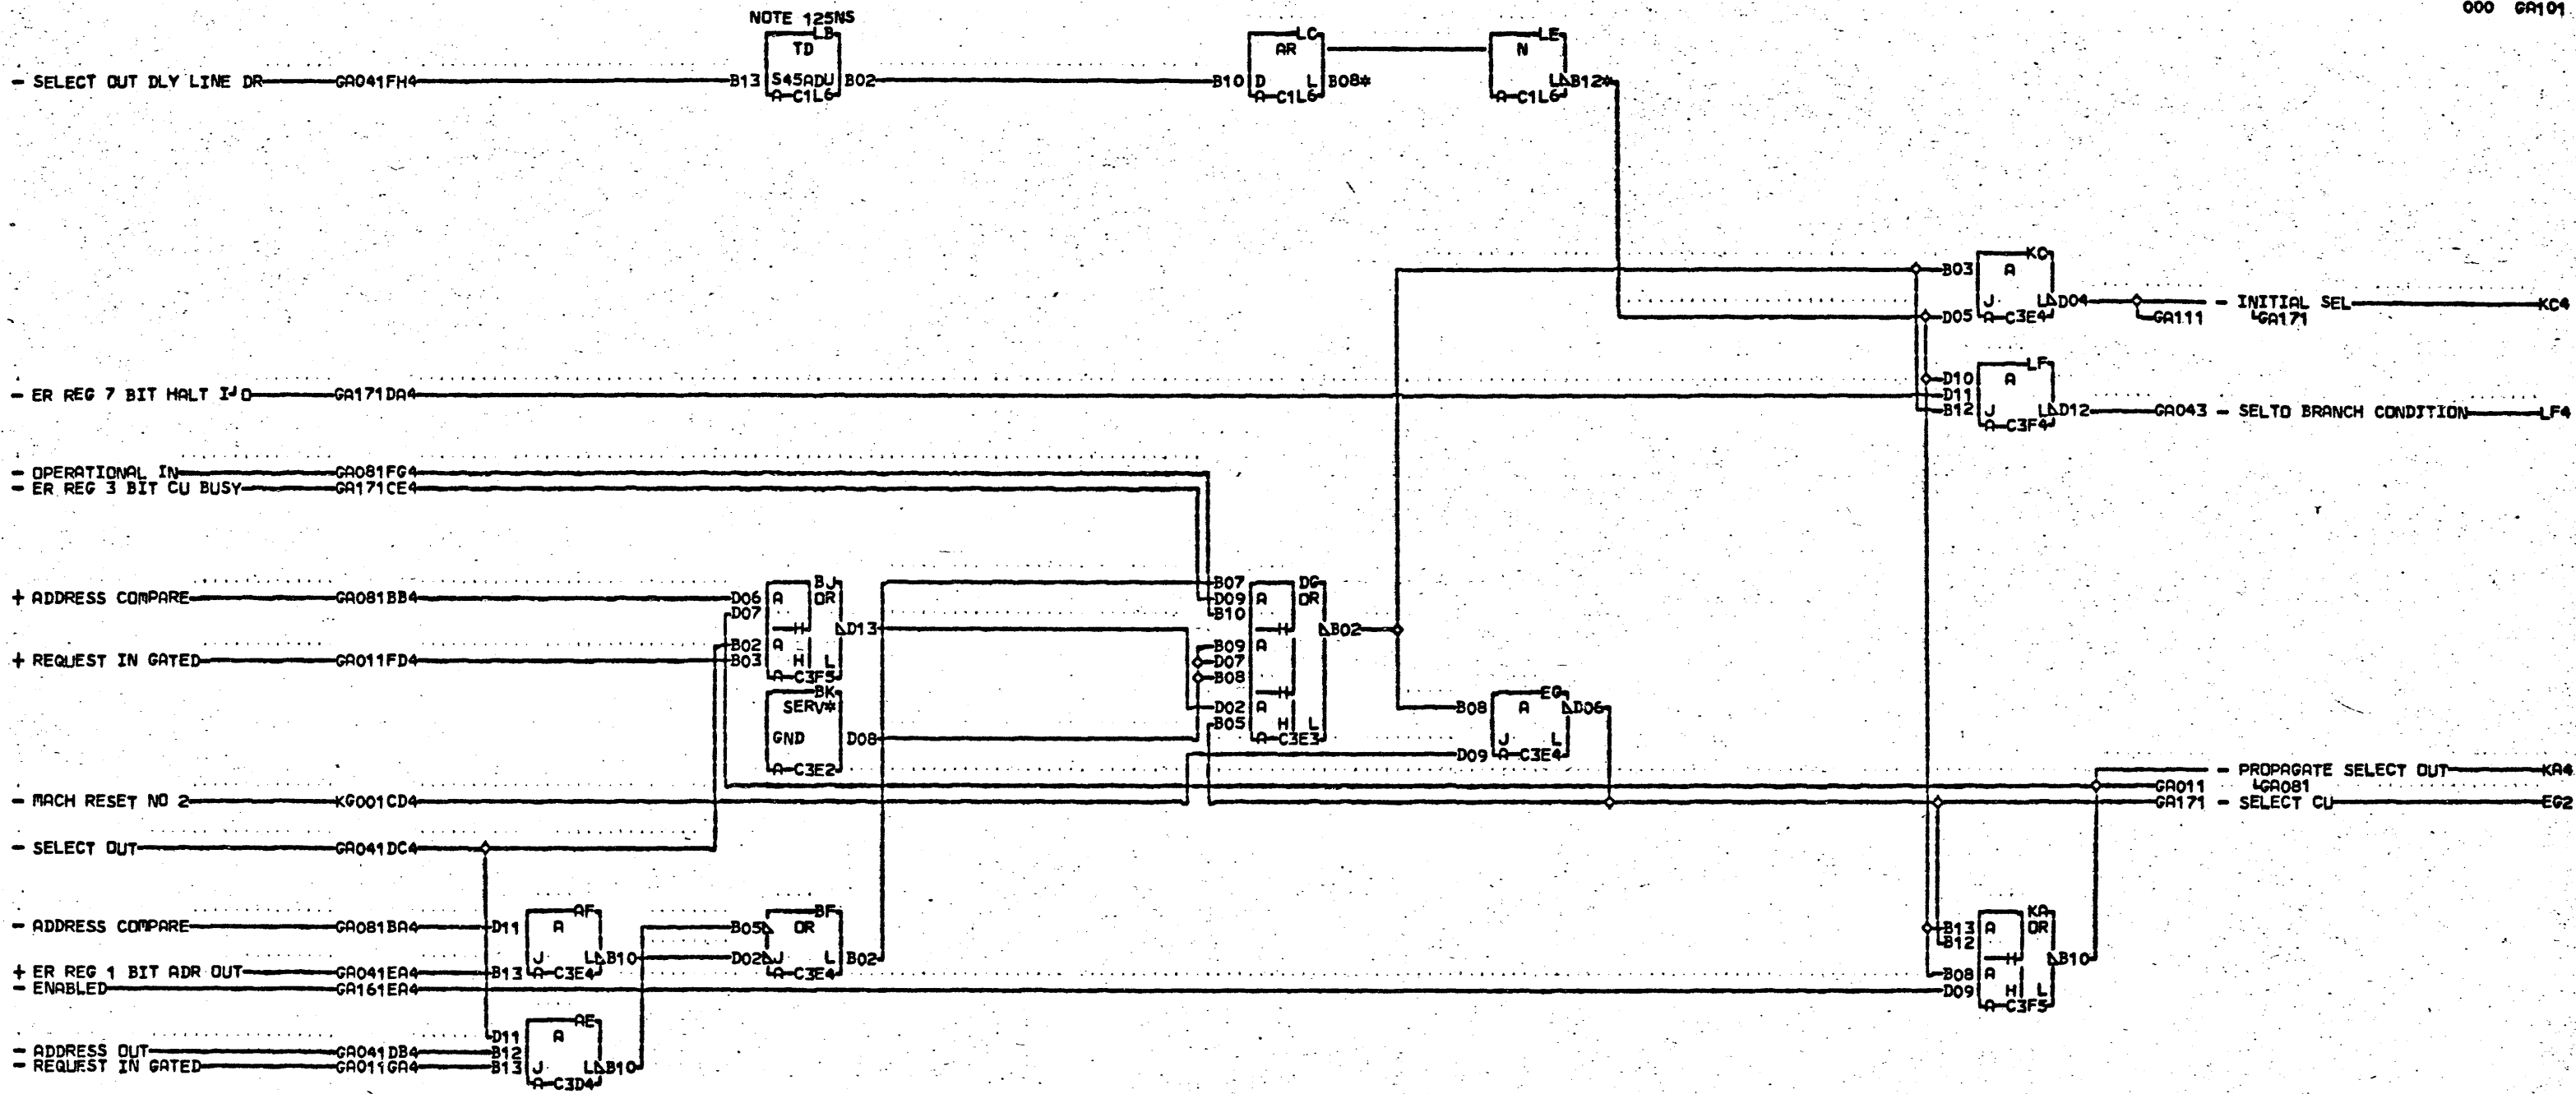 000 GA101
NOTE 125NS
LB
TD
- SELECT OUT DLY LINE DR GA041FH4 B13 S45ADU B02
A C1L6
LC
AR
B10 D L B08*
A C1L6
LE
N
L B12*
A C1L6
KD
B03 A
J L D04 - INITIAL SEL KC4
D05 A C3E4 GA111 GA171
LF
D10 A
- ER REG 7 BIT HALT I/O GA171DA4 D11
B12 J L D12 GA043 - SELTO BRANCH CONDITION LF4
A C3F4
- OPERATIONAL IN GA081FG4
- ER REG 3 BIT CU BUSY GA171CE4
BJ
+ ADDRESS COMPARE GA081BB4 D06 A OR
D07
H D13
B02 A
+ REQUEST IN GATED GA011FD4 B03 H L
A C3F5
BK
SERV*
GND D08
A C3E2
B07 DG
D09 A OR
B10
H B02
B09 A
D07
B08
H
D02 A
B05 H L
A C3E3
EG
B08 A D06
J L
D09 A C3E4
- PROPAGATE SELECT OUT KA4
GA011 GA081
- MACH RESET NO 2 KG001CD4 GA171 - SELECT CU EG2
- SELECT OUT GA041DC4
AF
- ADDRESS COMPARE GA081BA4 D11 A
J L B10
+ ER REG 1 BIT ADR OUT GA041EA4 B13 A C3E4
- ENABLED GA161EA4
BF
B05 OR
D02 J L B02
A C3E4
KA
B13 A OR
B12
H B10
B08 A
D09 H L
A C3F5
AE
D11 A
- ADDRESS OUT GA041DB4 B12
- REQUEST IN GATED GA011GA4 B13 J L B10
A C3D4